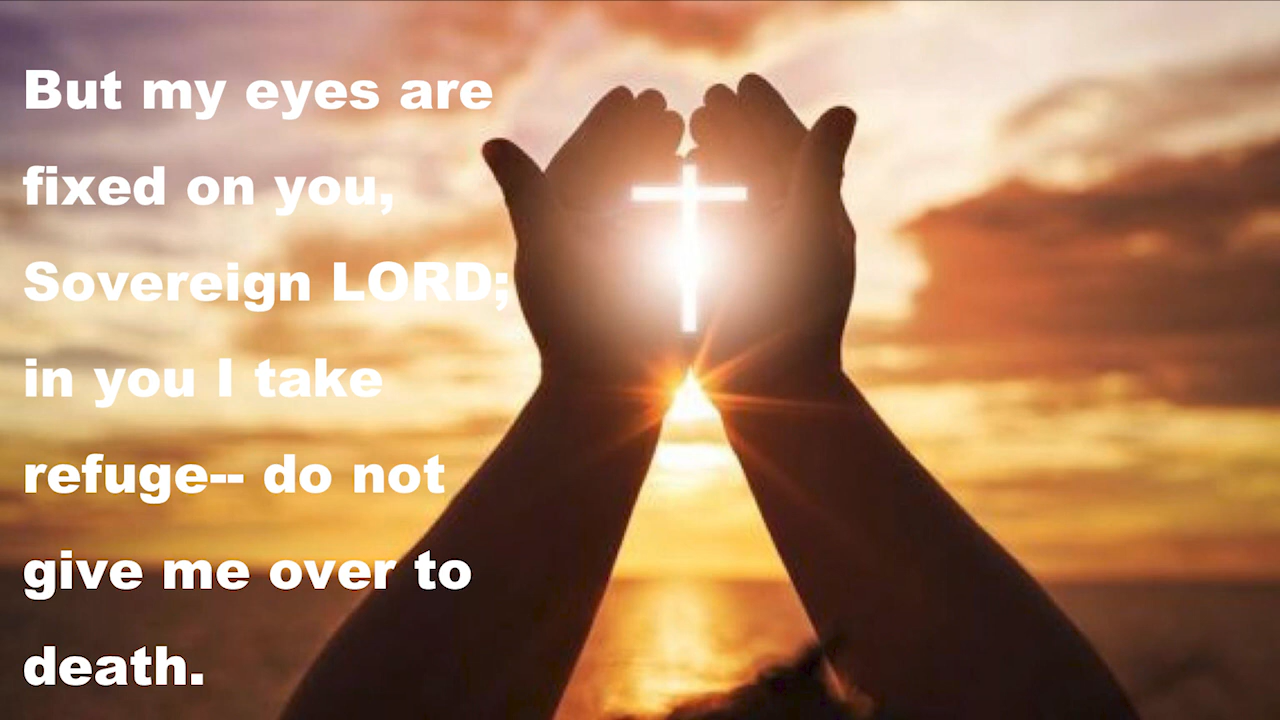 But my eyes are
fixed on you,
Sovereign LORD;
in you I take
refuge-- do not
give me over to
death.